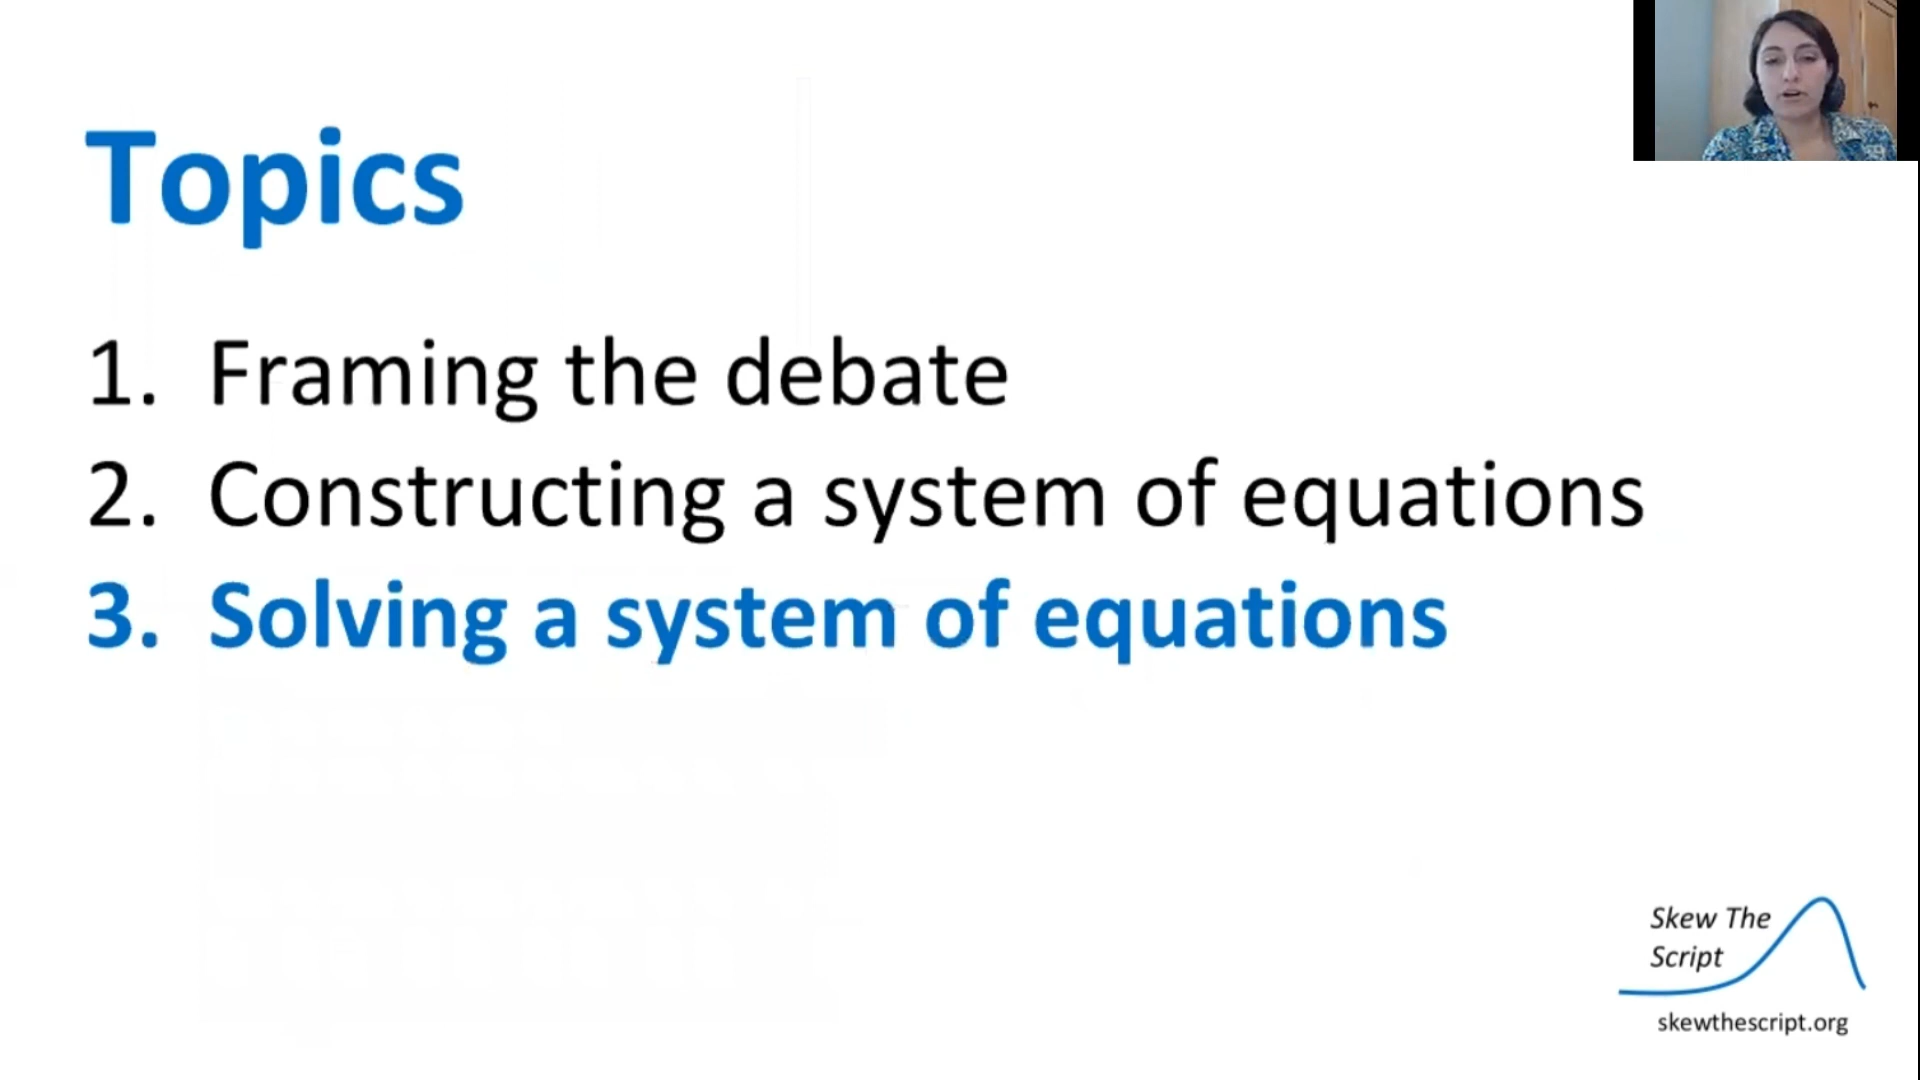 Topics
1. Framing the debate
2. Constructing a system of equations
3. Solving a system of equations
Skew The
Script
skewthescript.org